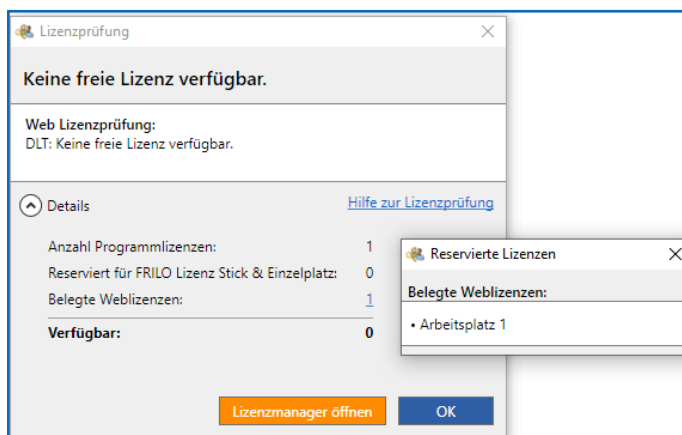 Lizenzprüfung
Keine freie Lizenz verfügbar.
Web Lizenzprüfung:
DLT: Keine freie Lizenz verfügbar.
Details
Hilfe zur Lizenzprüfung
Anzahl Programmlizenzen: 1
Reserviert für FRILO Lizenz Stick & Einzelplatz: 0
Belegte Weblizenzen: 1
Verfügbar: 0
Reservierte Lizenzen
Belegte Weblizenzen:
• Arbeitsplatz 1
Lizenzmanager öffnen
OK